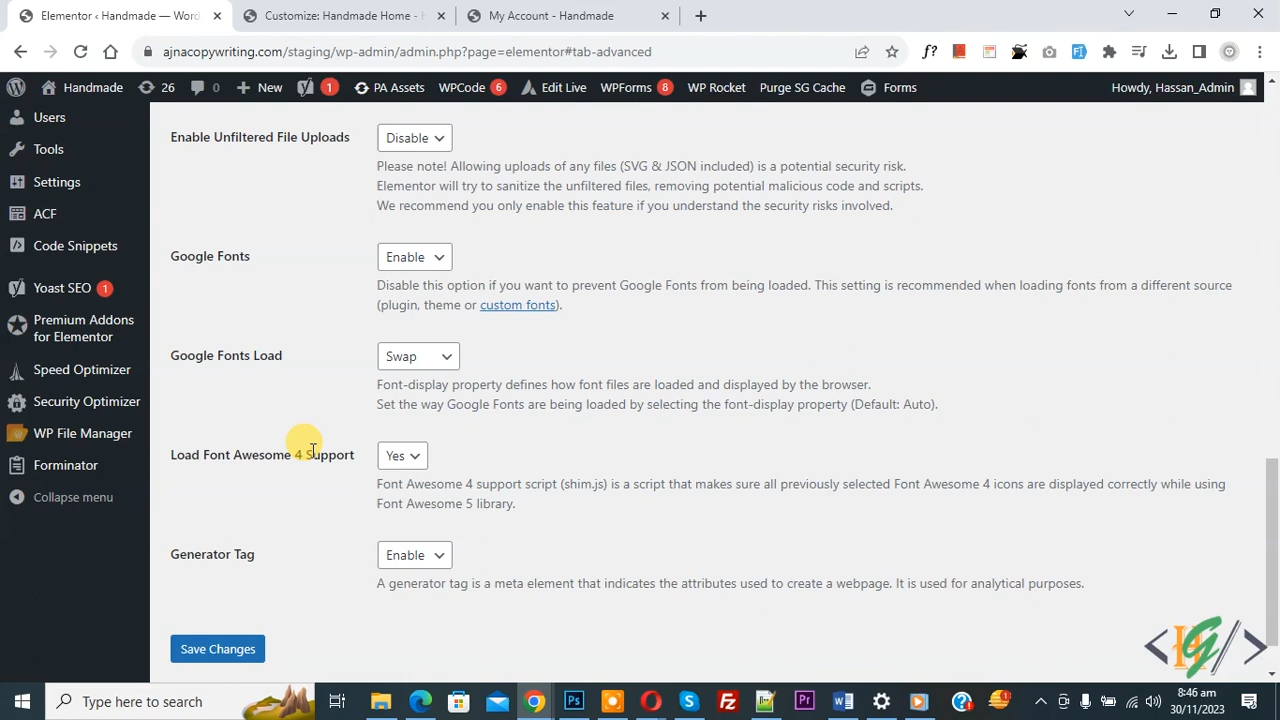 Elementor ‹ Handmade — Word
Customize: Handmade Home -
My Account - Handmade
ajnacopywriting.com/staging/wp-admin/admin.php?page=elementor#tab-advanced
Handmade 26 0 New 1 PA Assets WPCode 6 Edit Live WPForms 8 WP Rocket Purge SG Cache Forms Howdy, Hassan_Admin
Users
Tools
Settings
ACF
Code Snippets
Yoast SEO 1
Premium Addons
for Elementor
Speed Optimizer
Security Optimizer
WP File Manager
Forminator
Collapse menu
Enable Unfiltered File Uploads
Disable
Please note! Allowing uploads of any files (SVG & JSON included) is a potential security risk.
Elementor will try to sanitize the unfiltered files, removing potential malicious code and scripts.
We recommend you only enable this feature if you understand the security risks involved.
Google Fonts
Enable
Disable this option if you want to prevent Google Fonts from being loaded. This setting is recommended when loading fonts from a different source
(plugin, theme or custom fonts).
Google Fonts Load
Swap
Font-display property defines how font files are loaded and displayed by the browser.
Set the way Google Fonts are being loaded by selecting the font-display property (Default: Auto).
Load Font Awesome 4 Support
Yes
Font Awesome 4 support script (shim.js) is a script that makes sure all previously selected Font Awesome 4 icons are displayed correctly while using
Font Awesome 5 library.
Generator Tag
Enable
A generator tag is a meta element that indicates the attributes used to create a webpage. It is used for analytical purposes.
Save Changes
Type here to search
8:46 am
30/11/2023